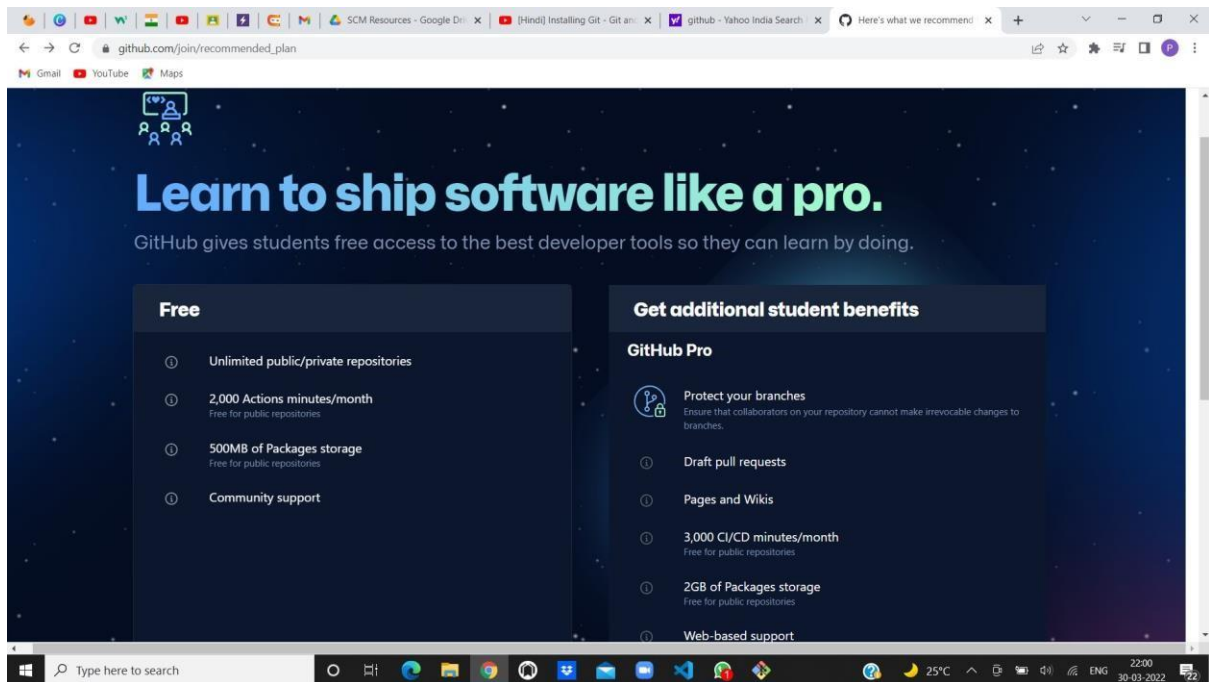 SCM Resources - Google Dri
[Hindi] Installing Git - Git and
github - Yahoo India Search
Here's what we recommend
github.com/join/recommended_plan
Gmail
YouTube
Maps
Learn to ship software like a pro.
GitHub gives students free access to the best developer tools so they can learn by doing.
Free
Unlimited public/private repositories
2,000 Actions minutes/month
Free for public repositories
500MB of Packages storage
Free for public repositories
Community support
Get additional student benefits
GitHub Pro
Protect your branches
Ensure that collaborators on your repository cannot make irrevocable changes to
branches.
Draft pull requests
Pages and Wikis
3,000 CI/CD minutes/month
Free for public repositories
2GB of Packages storage
Free for public repositories
Web-based support
Type here to search
25°C
ENG
22:00
30-03-2022
22